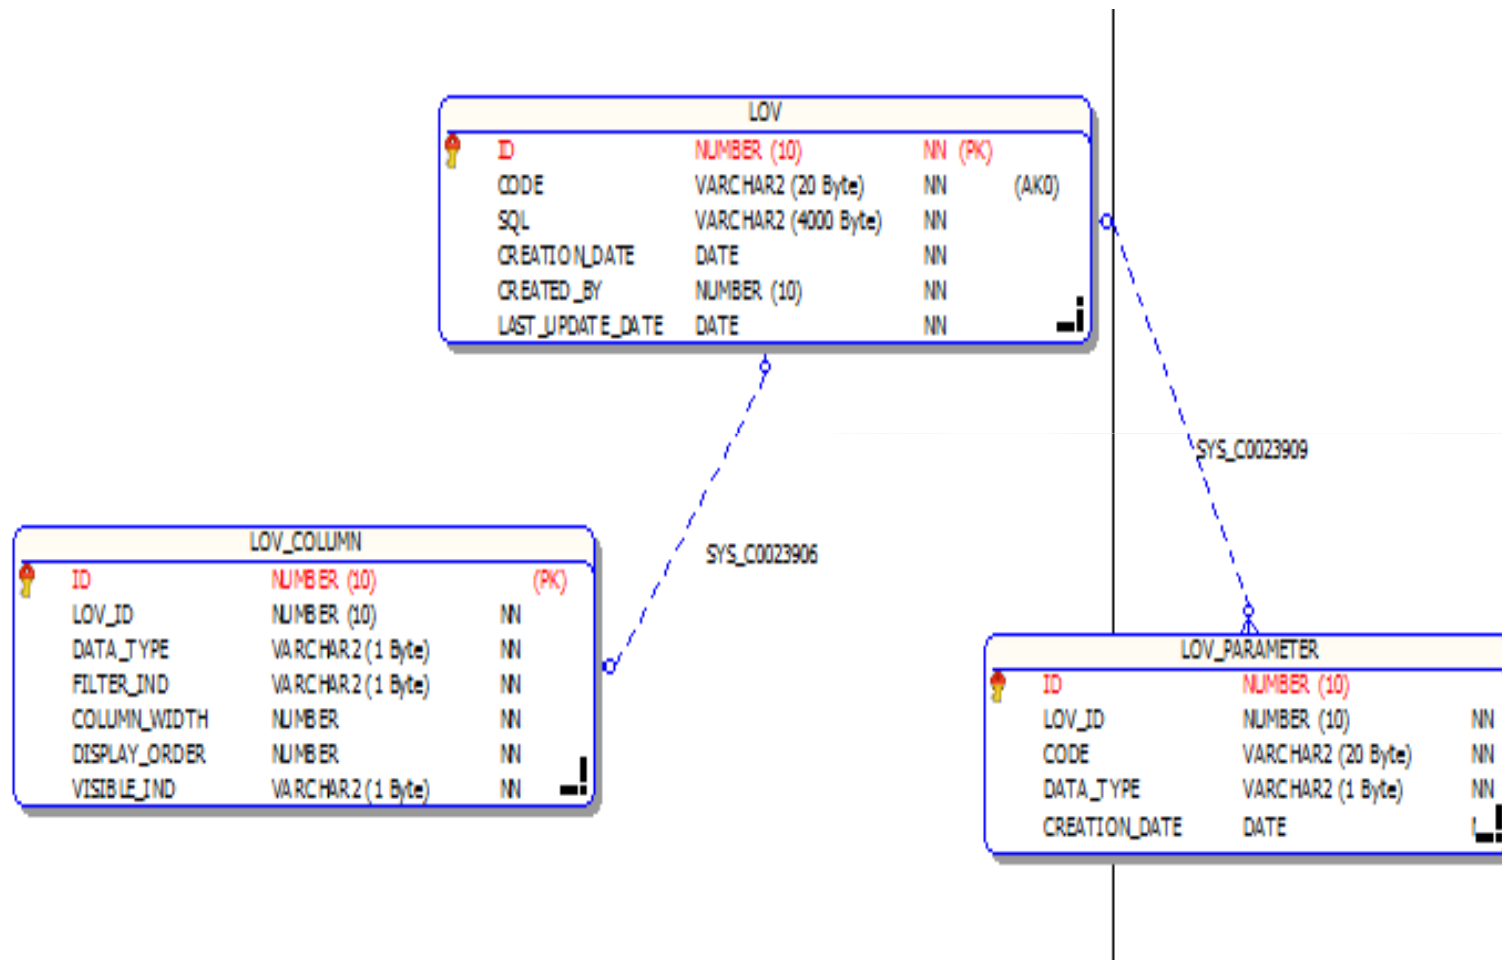 LOV
ID NUMBER (10) NN (PK)
CODE VARCHAR2 (20 Byte) NN (AK0)
SQL VARCHAR2 (4000 Byte) NN
CREATION_DATE DATE NN
CREATED_BY NUMBER (10) NN
LAST_UPDATE_DATE DATE NN
SYS_C0023909
SYS_C0023906
LOV_COLUMN
ID NUMBER (10) (PK)
LOV_ID NUMBER (10) NN
DATA_TYPE VARCHAR2 (1 Byte) NN
FILTER_IND VARCHAR2 (1 Byte) NN
COLUMN_WIDTH NUMBER NN
DISPLAY_ORDER NUMBER NN
VISIBLE_IND VARCHAR2 (1 Byte) NN
LOV_PARAMETER
ID NUMBER (10)
LOV_ID NUMBER (10) NN
CODE VARCHAR2 (20 Byte) NN
DATA_TYPE VARCHAR2 (1 Byte) NN
CREATION_DATE DATE